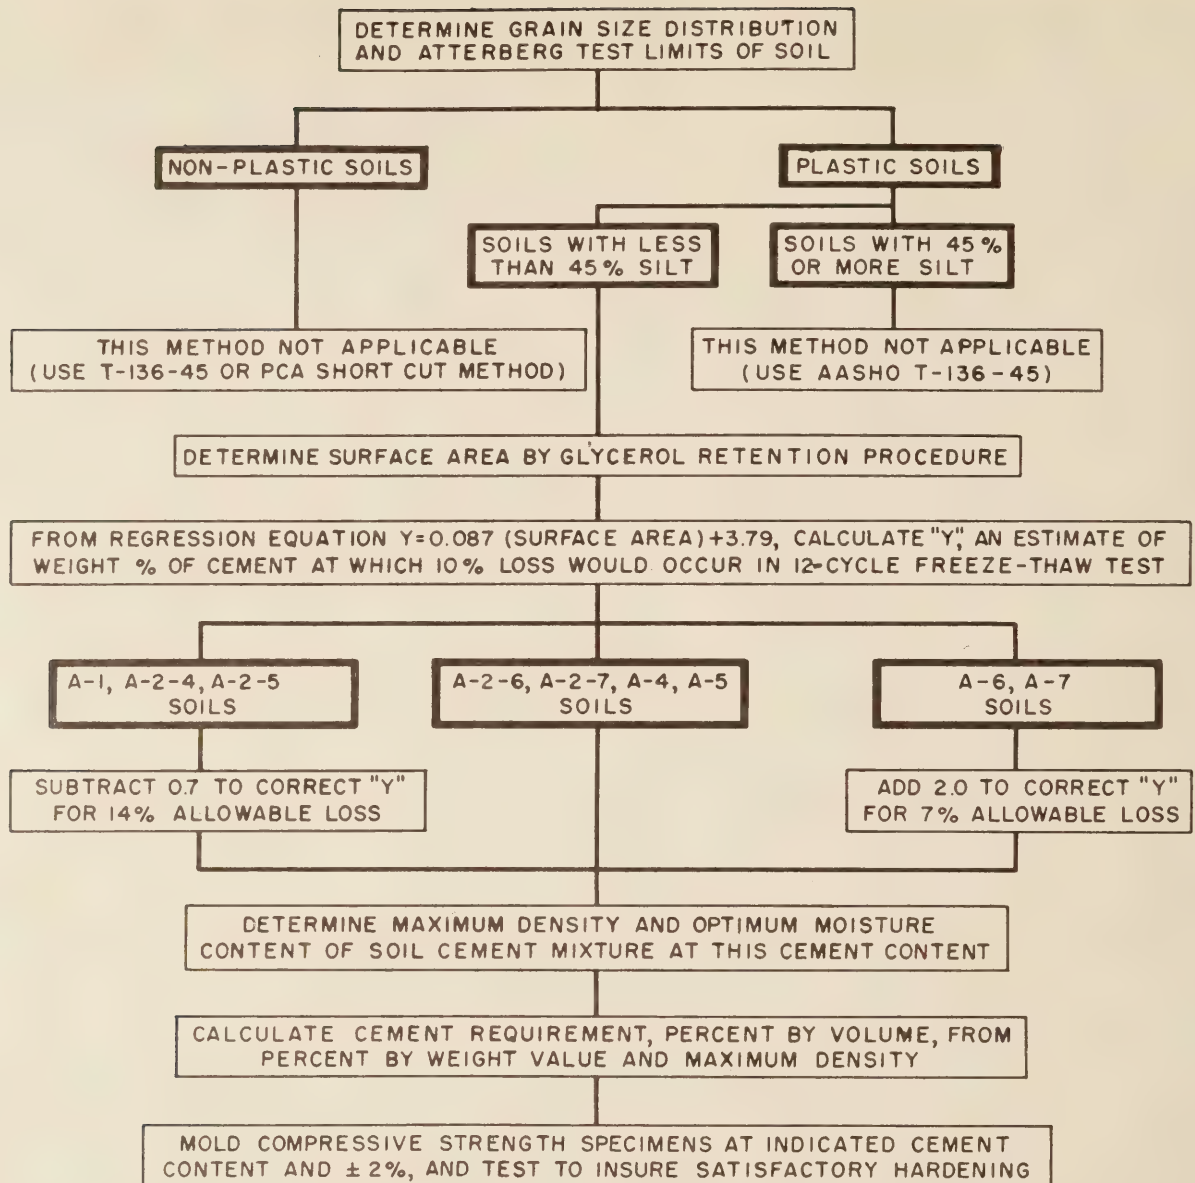 DETERMINE GRAIN SIZE DISTRIBUTION
AND ATTERBERG TEST LIMITS OF SOIL
NON-PLASTIC SOILS
PLASTIC SOILS
SOILS WITH LESS
THAN 45% SILT
SOILS WITH 45%
OR MORE SILT
THIS METHOD NOT APPLICABLE
(USE T-136-45 OR PCA SHORT CUT METHOD)
THIS METHOD NOT APPLICABLE
(USE AASHO T-136-45)
DETERMINE SURFACE AREA BY GLYCEROL RETENTION PROCEDURE
FROM REGRESSION EQUATION Y=0.087 (SURFACE AREA)+3.79, CALCULATE "Y", AN ESTIMATE OF
WEIGHT % OF CEMENT AT WHICH 10% LOSS WOULD OCCUR IN 12-CYCLE FREEZE-THAW TEST
A-1, A-2-4, A-2-5
SOILS
A-2-6, A-2-7, A-4, A-5
SOILS
A-6, A-7
SOILS
SUBTRACT 0.7 TO CORRECT "Y"
FOR 14% ALLOWABLE LOSS
ADD 2.0 TO CORRECT "Y"
FOR 7% ALLOWABLE LOSS
DETERMINE MAXIMUM DENSITY AND OPTIMUM MOISTURE
CONTENT OF SOIL CEMENT MIXTURE AT THIS CEMENT CONTENT
CALCULATE CEMENT REQUIREMENT, PERCENT BY VOLUME, FROM
PERCENT BY WEIGHT VALUE AND MAXIMUM DENSITY
MOLD COMPRESSIVE STRENGTH SPECIMENS AT INDICATED CEMENT
CONTENT AND ± 2%, AND TEST TO INSURE SATISFACTORY HARDENING